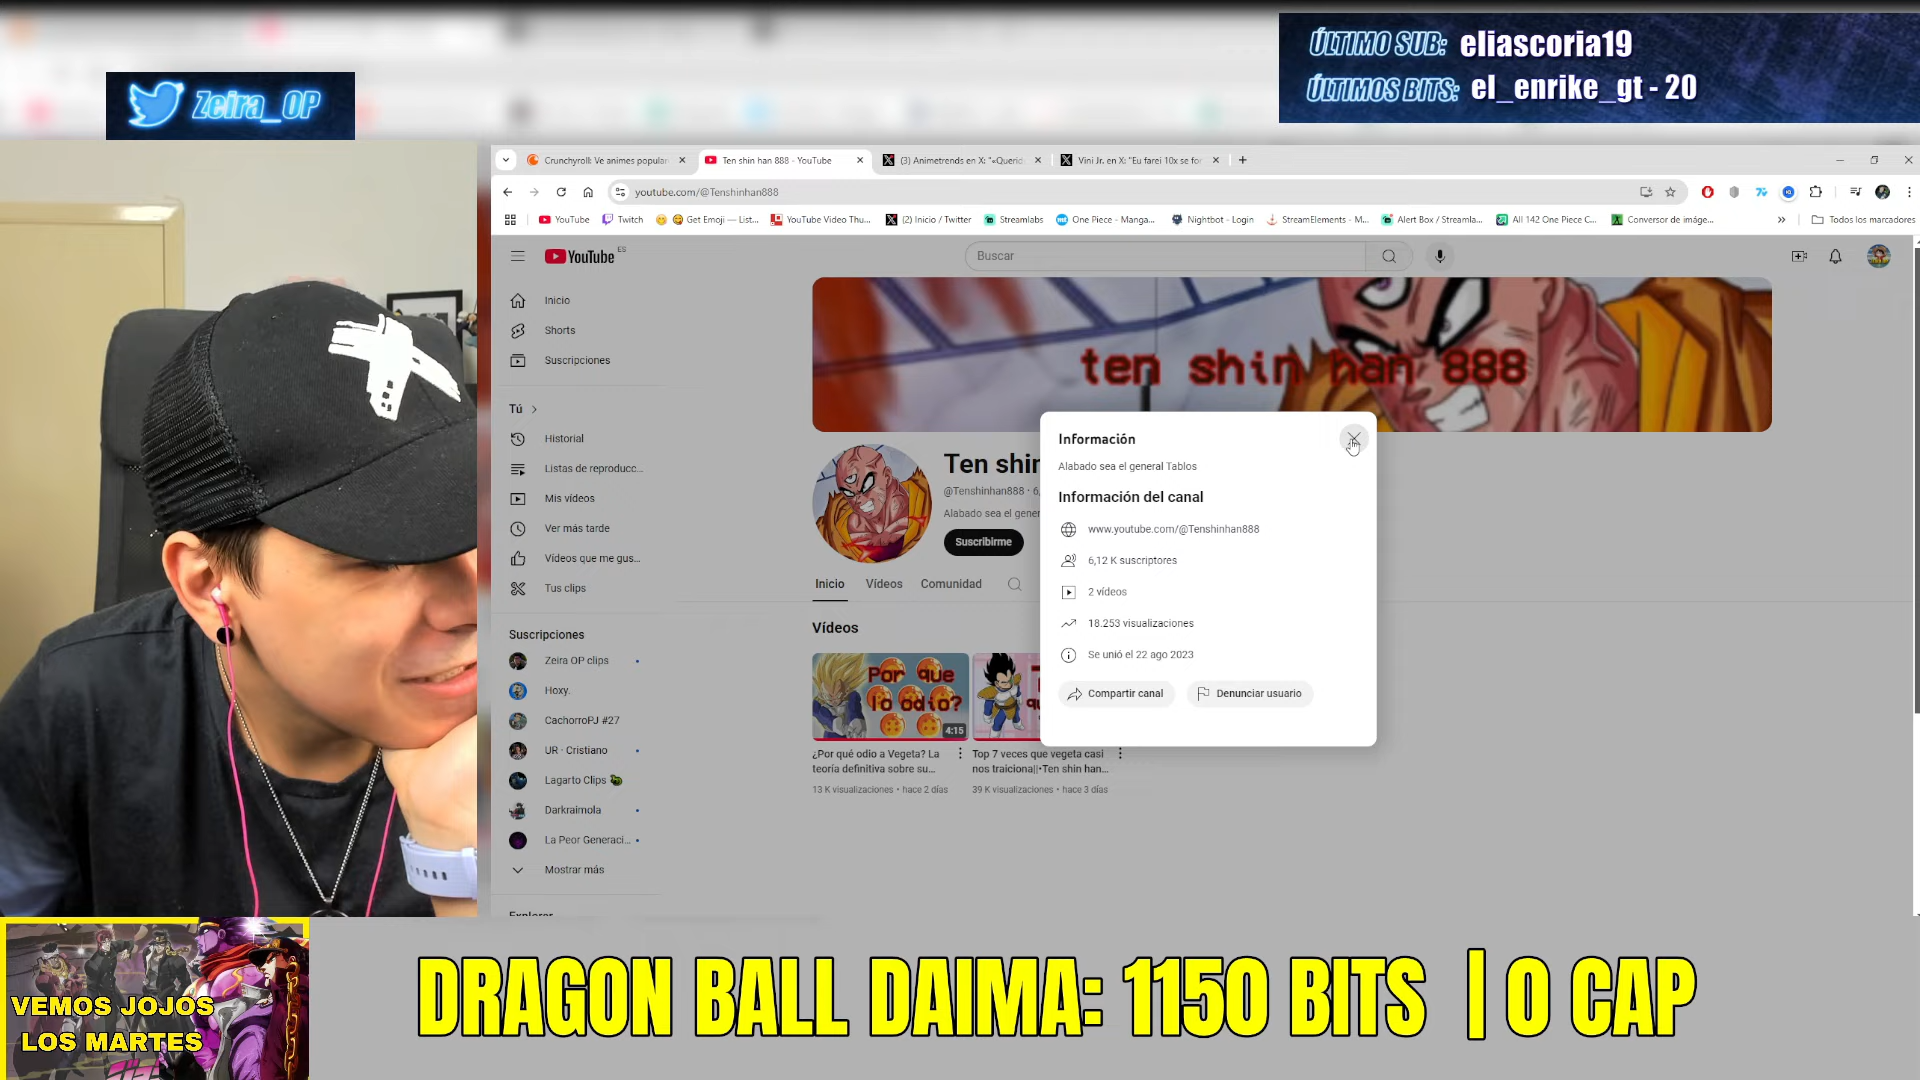 ÚLTIMO SUB: eliascoria19
ÚLTIMOS BITS: el_enrike_gt - 20
Zeira_OP
Crunchyroll: Ve animes popular
Ten shin han 888 - YouTube
(3) Animetrends en X: "«Querid
Vini Jr. en X: "Eu farei 10x se for
youtube.com/@Tenshinhan888
YouTube
Twitch
Get Emoji — List...
YouTube Video Thu...
(2) Inicio / Twitter
Streamlabs
One Piece - Manga...
Nightbot - Login
StreamElements - M...
Alert Box / Streamla...
All 142 One Piece C...
Conversor de imáge...
Todos los marcadores
YouTube ES
Buscar
Inicio
Shorts
Suscripciones
Tú
Historial
Listas de reproducc...
Mis vídeos
Ver más tarde
Vídeos que me gus...
Tus clips
Suscripciones
Zeira OP clips
Hoxy.
CachorroPJ #27
UR · Cristiano
Lagarto Clips
Darkraimola
La Peor Generaci...
Mostrar más
Explorar
ten shin han 888
Ten shin
@Tenshinhan888 · 6,
Alabado sea el gener
Suscribirme
Inicio
Vídeos
Comunidad
Vídeos
Por que
lo odio?
4:15
¿Por qué odio a Vegeta? La
teoría definitiva sobre su...
13 K visualizaciones • hace 2 días
Top 7 veces que vegeta casi
nos traiciona||•Ten shin han...
39 K visualizaciones • hace 3 días
Información
Alabado sea el general Tablos
Información del canal
www.youtube.com/@Tenshinhan888
6,12 K suscriptores
2 vídeos
18.253 visualizaciones
Se unió el 22 ago 2023
Compartir canal
Denunciar usuario
VEMOS JOJOS
LOS MARTES
DRAGON BALL DAIMA: 1150 BITS | 0 CAP